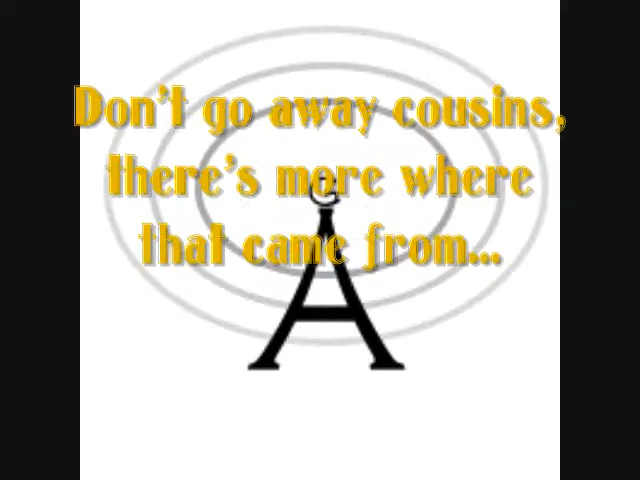 Don't go away cousins,
there's more where
that came from...